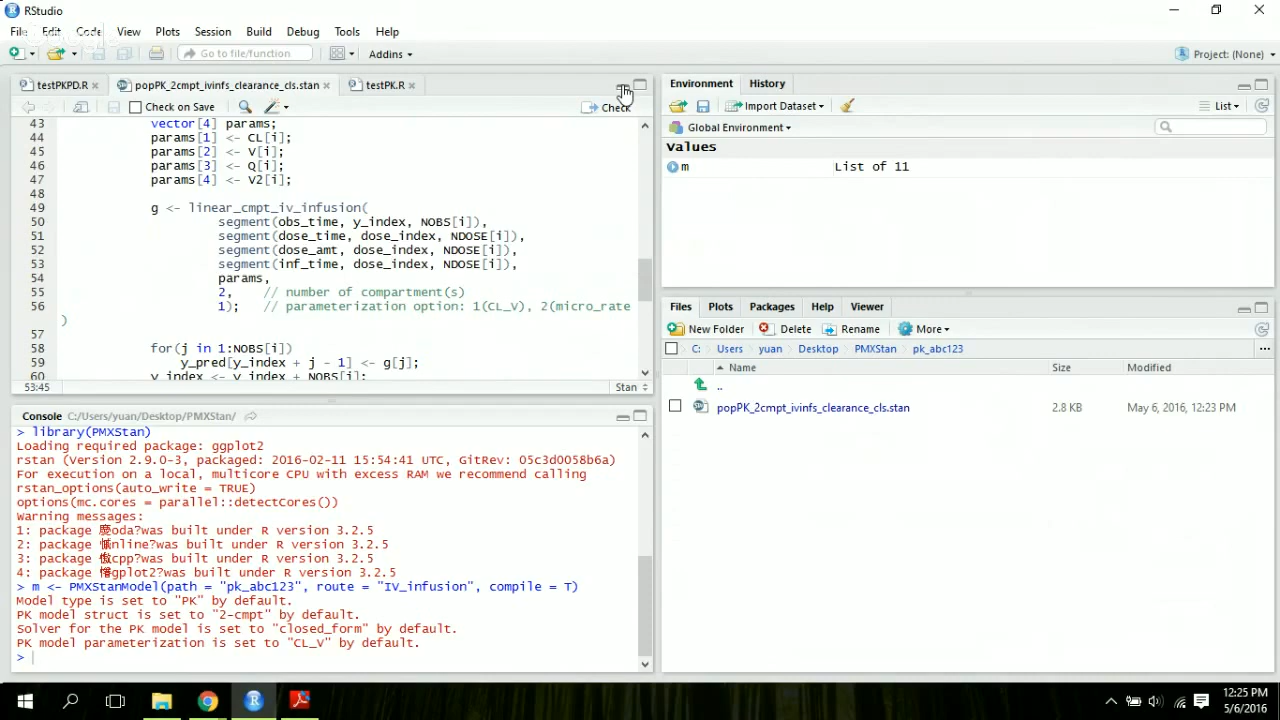 RStudio
File Edit Code View Plots Session Build Debug Tools Help
Go to file/function
Addins
Project: (None)
testPKPD.R
popPK_2cmpt_ivinfs_clearance_cls.stan
testPK.R
Check on Save
Check
43 vector[4] params;
44 params[1] <- CL[i];
45 params[2] <- V[i];
46 params[3] <- Q[i];
47 params[4] <- V2[i];
48
49 g <- linear_cmpt_iv_infusion(
50 segment(obs_time, y_index, NOBS[i]),
51 segment(dose_time, dose_index, NDOSE[i]),
52 segment(dose_amt, dose_index, NDOSE[i]),
53 segment(inf_time, dose_index, NDOSE[i]),
54 params,
55 2, // number of compartment(s)
56 1); // parameterization option: 1(CL_V), 2(micro_rate
)
57
58 for(j in 1:NOBS[i])
59 y_pred[y_index + j - 1] <- g[j];
60 y_index <- y_index + NOBS[i];
53:45
Stan
Console C:/Users/yuan/Desktop/PMXStan/
> library(PMXStan)
Loading required package: ggplot2
rstan (Version 2.9.0-3, packaged: 2016-02-11 15:54:41 UTC, GitRev: 05c3d0058b6a)
For execution on a local, multicore CPU with excess RAM we recommend calling
rstan_options(auto_write = TRUE)
options(mc.cores = parallel::detectCores())
Warning messages:
1: package oda?was built under R version 3.2.5
2: package nline?was built under R version 3.2.5
3: package cpp?was built under R version 3.2.5
4: package gplot2?was built under R version 3.2.5
> m <- PMXStanModel(path = "pk_abc123", route = "IV_infusion", compile = T)
Model type is set to "PK" by default.
PK model struct is set to "2-cmpt" by default.
Solver for the PK model is set to "closed_form" by default.
PK model parameterization is set to "CL_V" by default.
>
Environment History
Import Dataset
List
Global Environment
Values
m List of 11
Files Plots Packages Help Viewer
New Folder Delete Rename More
C: Users yuan Desktop PMXStan pk_abc123
...
Name Size Modified
..
popPK_2cmpt_ivinfs_clearance_cls.stan 2.8 KB May 6, 2016, 12:23 PM
12:25 PM
5/6/2016